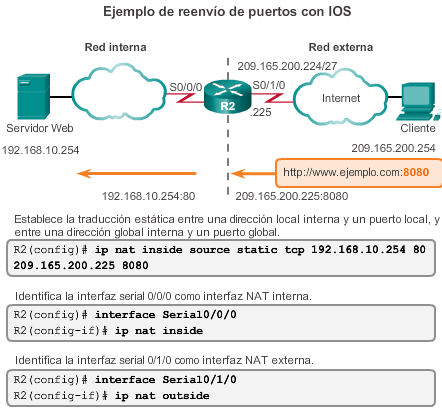 Ejemplo de reenvío de puertos con IOS
Red interna
Red externa
209.165.200.224/27
S0/0/0
S0/1/0
R2
.225
Internet
Servidor Web
Cliente
192.168.10.254
209.165.200.254
http://www.ejemplo.com:8080
192.168.10.254:80
209.165.200.225:8080
Establece la traducción estática entre una dirección local interna y un puerto local, y
entre una dirección global interna y un puerto global.
R2(config)# ip nat inside source static tcp 192.168.10.254 80
209.165.200.225 8080
Identifica la interfaz serial 0/0/0 como interfaz NAT interna.
R2(config)# interface Serial0/0/0
R2(config-if)# ip nat inside
Identifica la interfaz serial 0/1/0 como interfaz NAT externa.
R2(config)# interface Serial0/1/0
R2(config-if)# ip nat outside